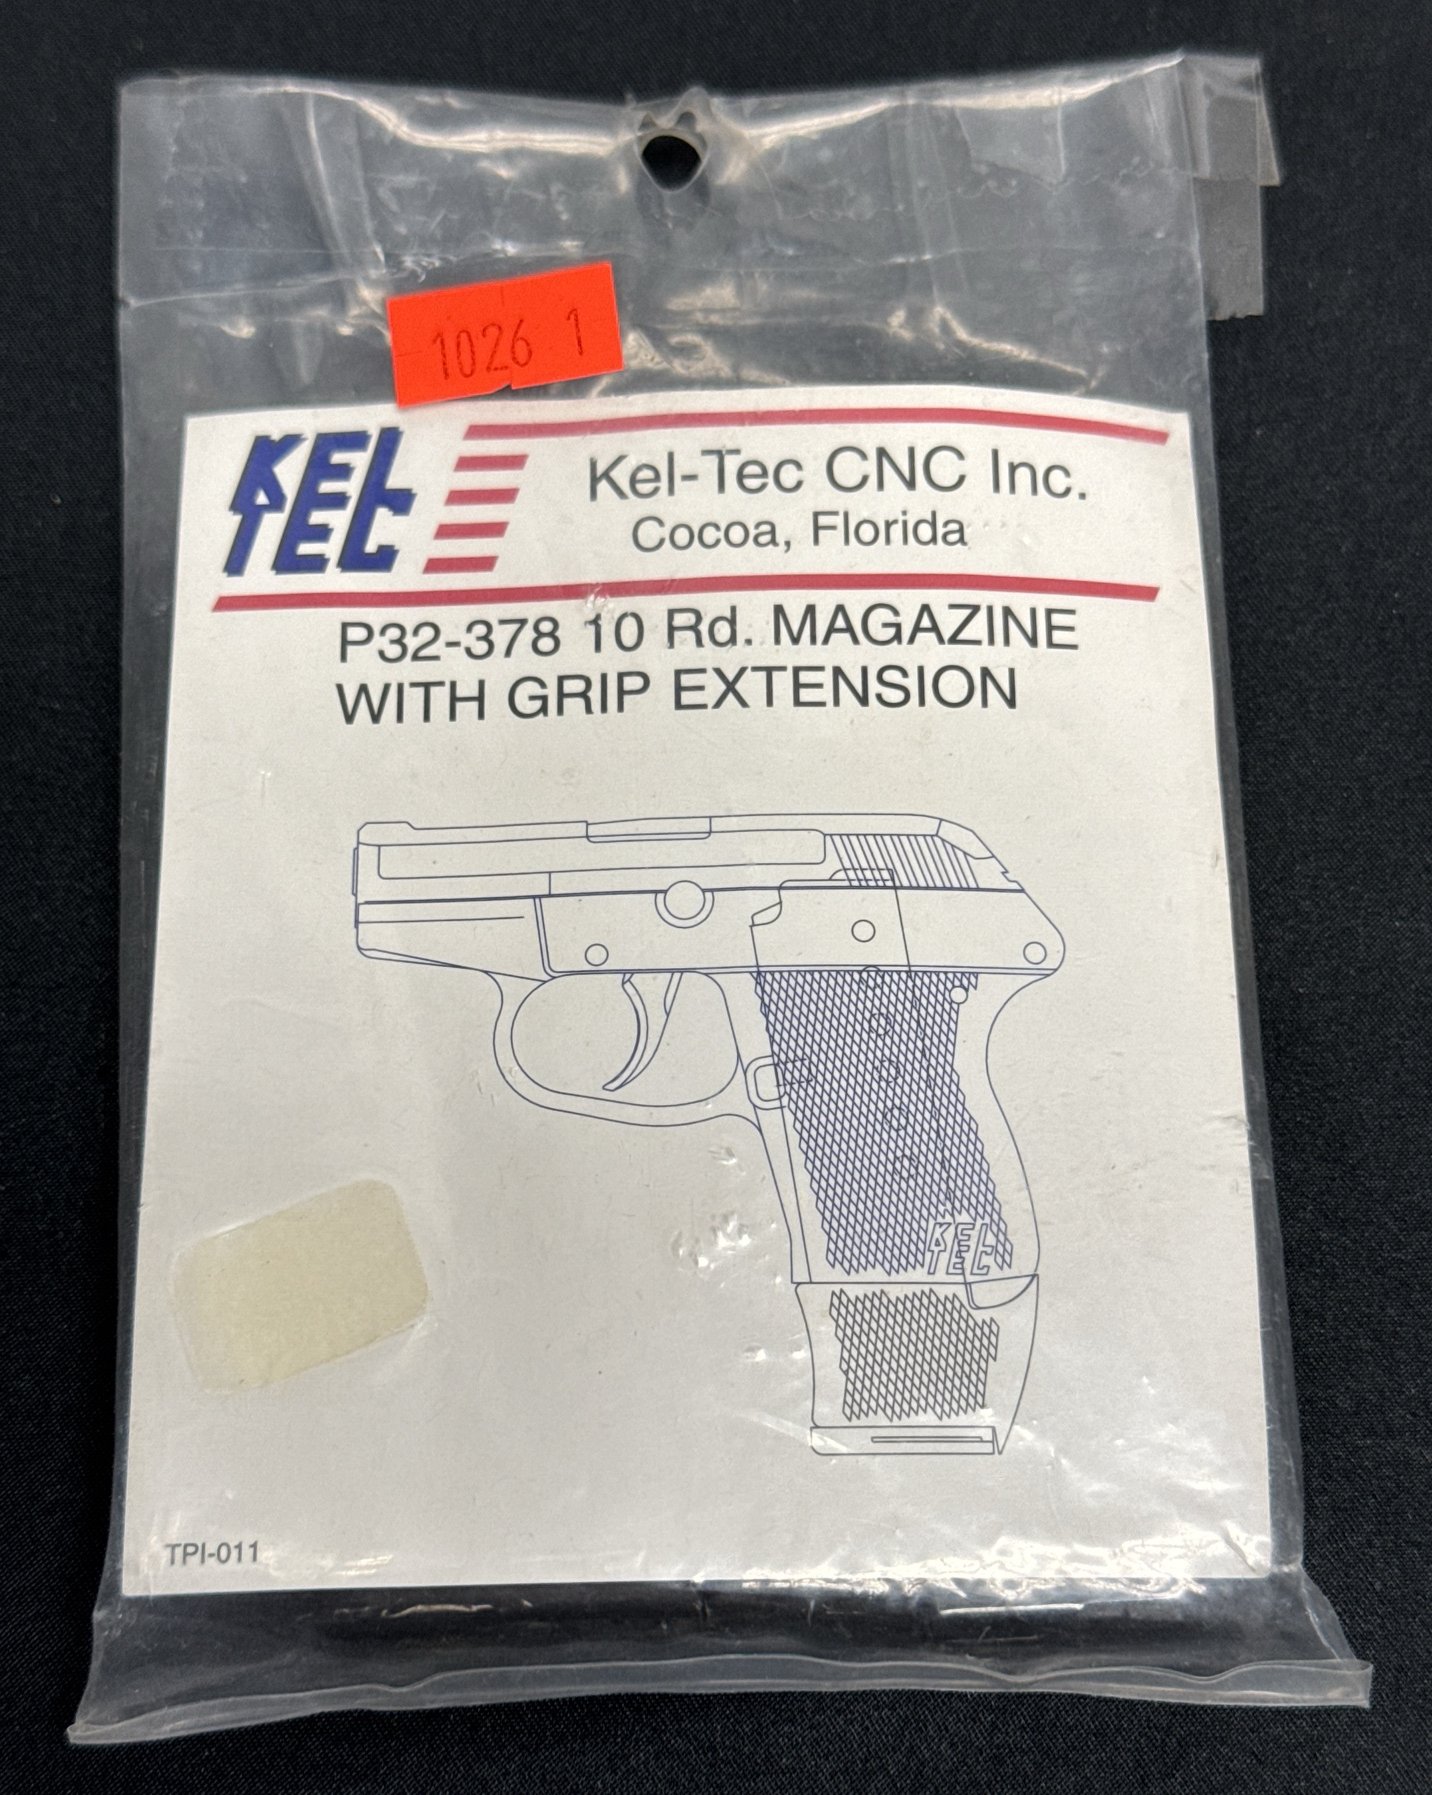 1026 1
KEL
TEC
Kel-Tec CNC Inc.
Cocoa, Florida
P32-378 10 Rd. MAGAZINE
WITH GRIP EXTENSION
KEL
TEC
TPI-011